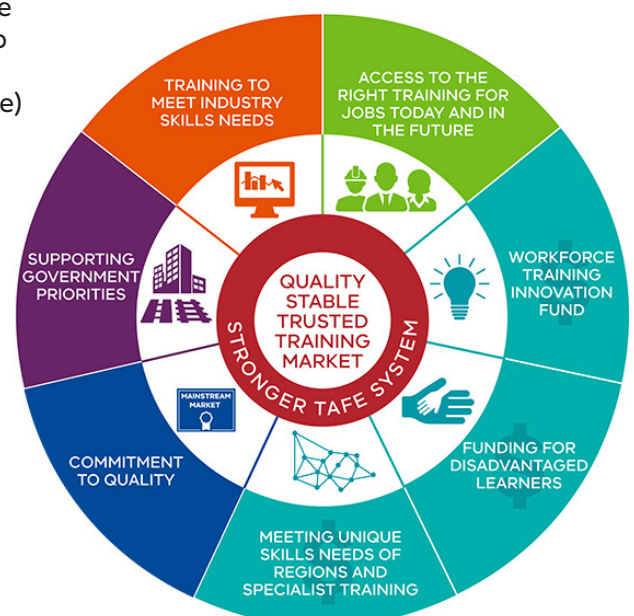 e
o
e)
TRAINING TO
MEET INDUSTRY
SKILLS NEEDS
ACCESS TO THE
RIGHT TRAINING FOR
JOBS TODAY AND IN
THE FUTURE
WORKFORCE
TRAINING
INNOVATION
FUND
FUNDING FOR
DISADVANTAGED
LEARNERS
MEETING UNIQUE
SKILLS NEEDS OF
REGIONS AND
SPECIALIST TRAINING
COMMITMENT
TO QUALITY
SUPPORTING
GOVERNMENT
PRIORITIES
MAINSTREAM
MARKET
QUALITY
STABLE
TRUSTED
TRAINING
MARKET
STRONGER TAFE SYSTEM